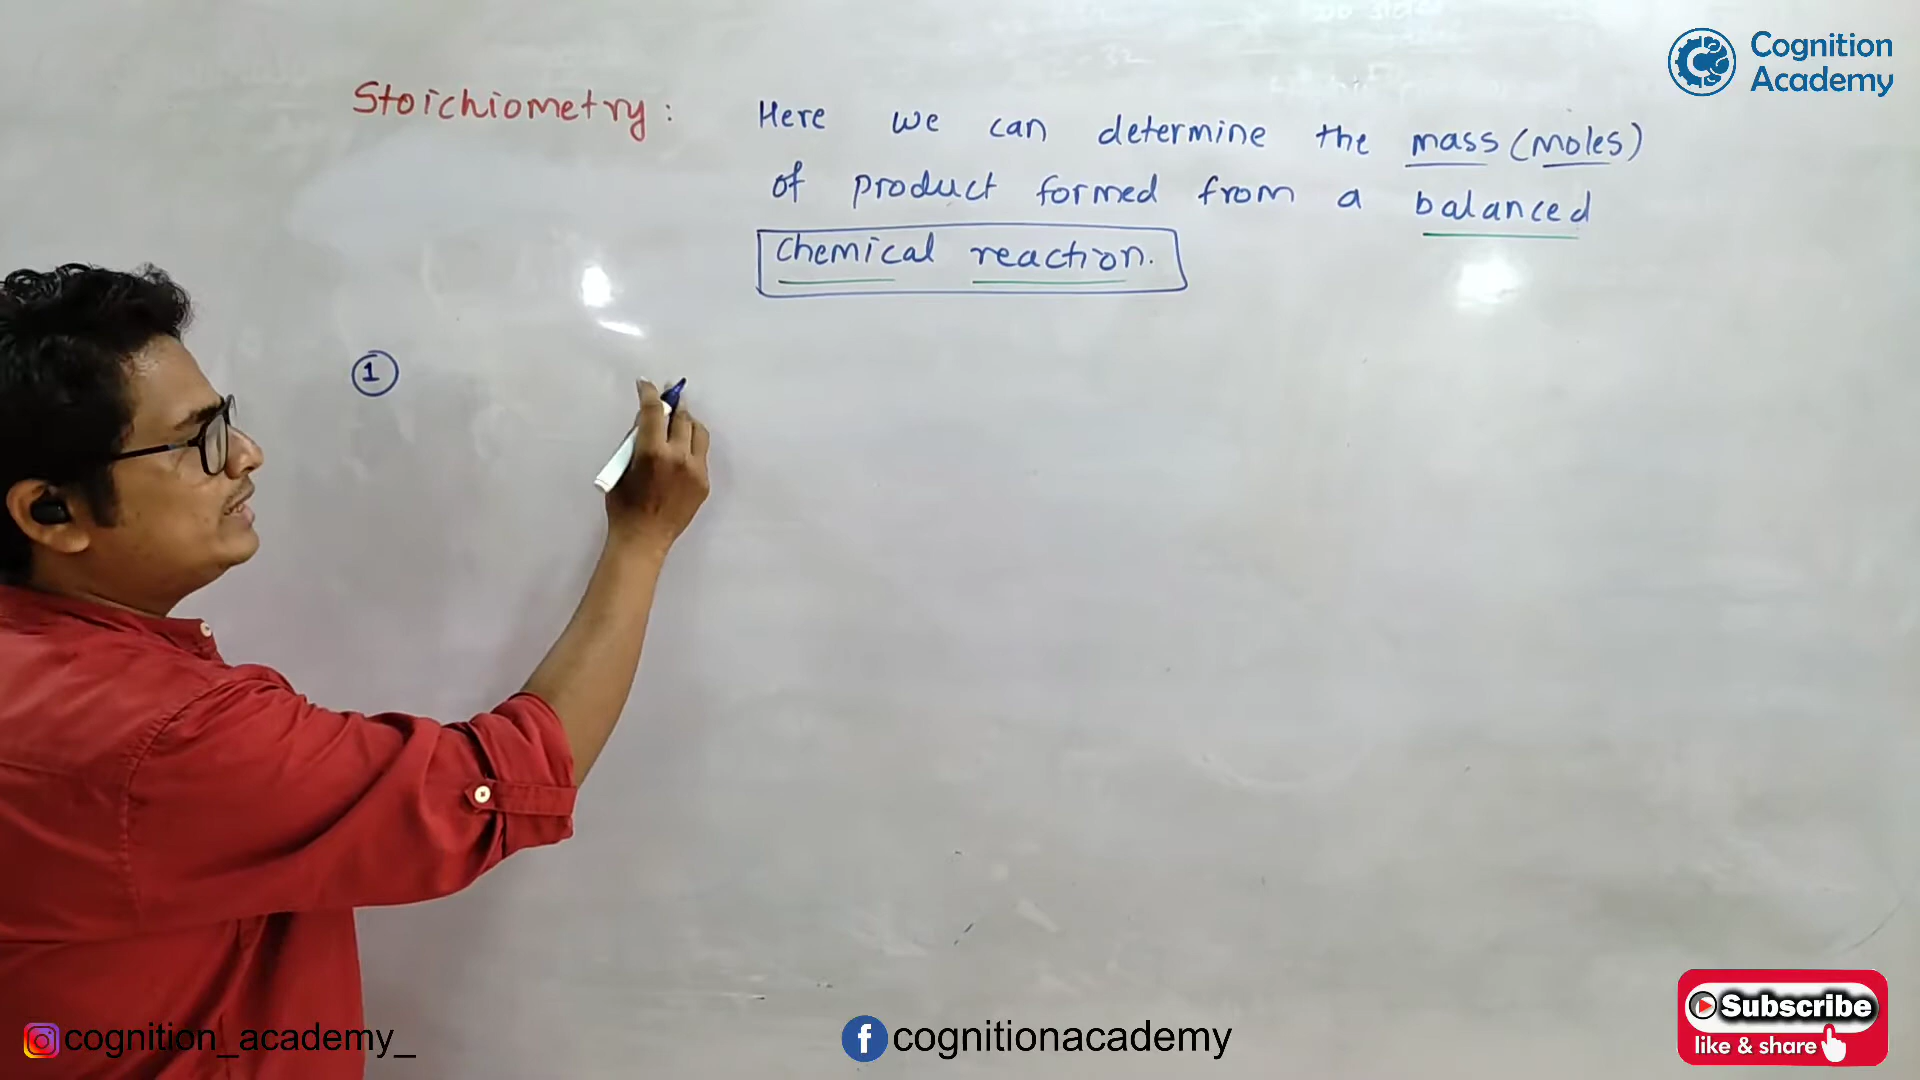 Cognition
Academy
Stoichiometry: Here we can determine the mass (moles)
of product formed from a balanced
chemical reaction.
1
Subscribe
like & share
cognition_academy_
f cognitionacademy